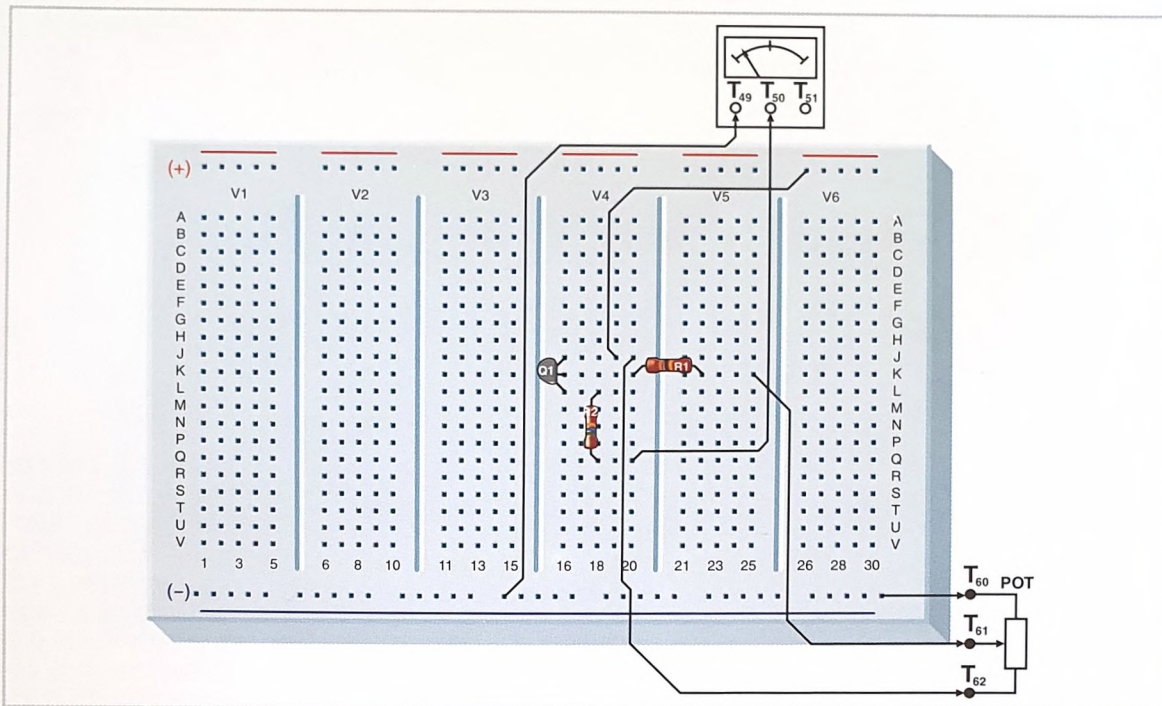 T49 T50 T51
(+)
V1 V2 V3 V4 V5 V6
A A
B B
C C
D D
E E
F F
G G
H H
J J
K Q1 R1 K
L L
M 2 M
N N
P P
Q Q
R R
S S
T T
U U
V V
1 3 5 6 8 10 11 13 15 16 18 20 21 23 25 26 28 30
(-)
T60 POT
T61
T62